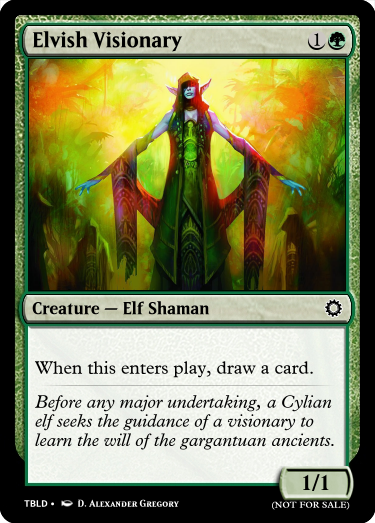 Elvish Visionary 1
Creature — Elf Shaman
When this enters play, draw a card.
Before any major undertaking, a Cylian
elf seeks the guidance of a visionary to
learn the will of the gargantuan ancients.
1/1
TBLD • D. Alexander Gregory (NOT FOR SALE)